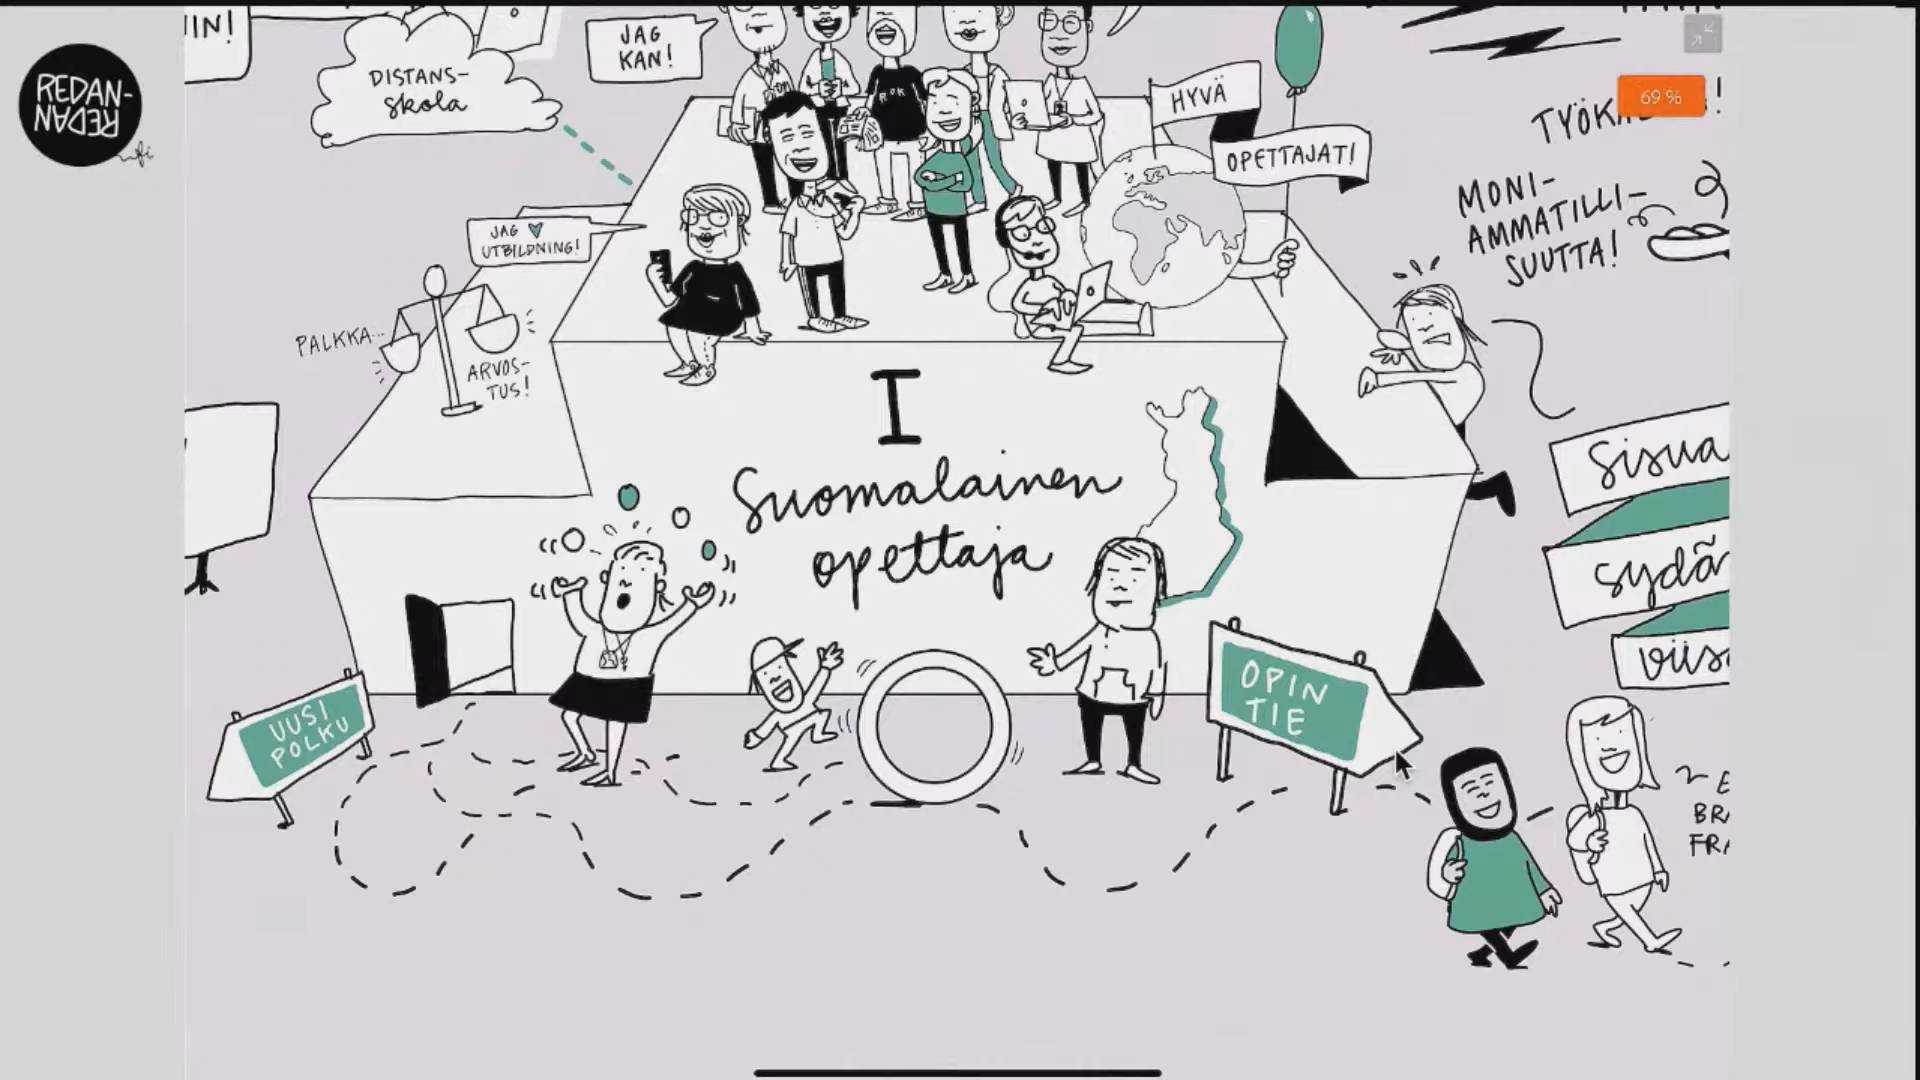 IN!
REDAN-
REDAN
DISTANS-
skola
JAG
KAN!
ROK
HYVÄ
OPETTAJAT!
69 %
MONI-
AMMATILLI-
SUUTTA!
JAG
UTBILDNING!
PALKKA...
ARVOS-
TUS!
I
Suomalainen
opettaja
sisua
UUSI
POLKU
OPIN
TIE